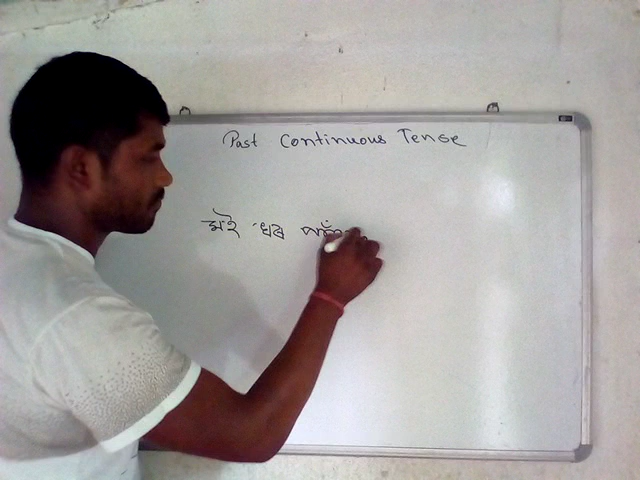 Past Continuous Tense
মই ঘৰ